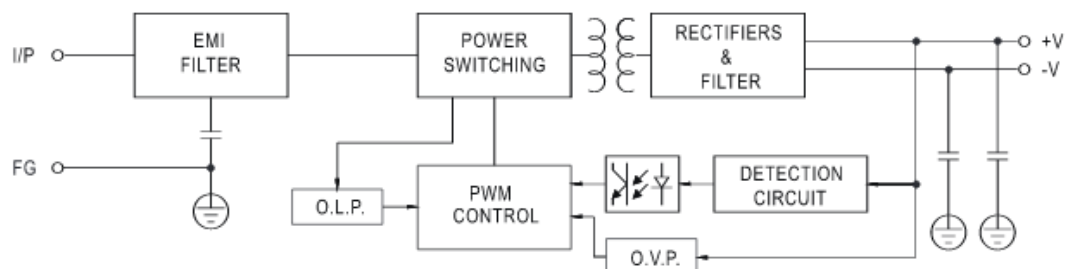 I/P
EMI
FILTER
POWER
SWITCHING
RECTIFIERS
&
FILTER
+V
-V
FG
O.L.P.
PWM
CONTROL
DETECTION
CIRCUIT
O.V.P.